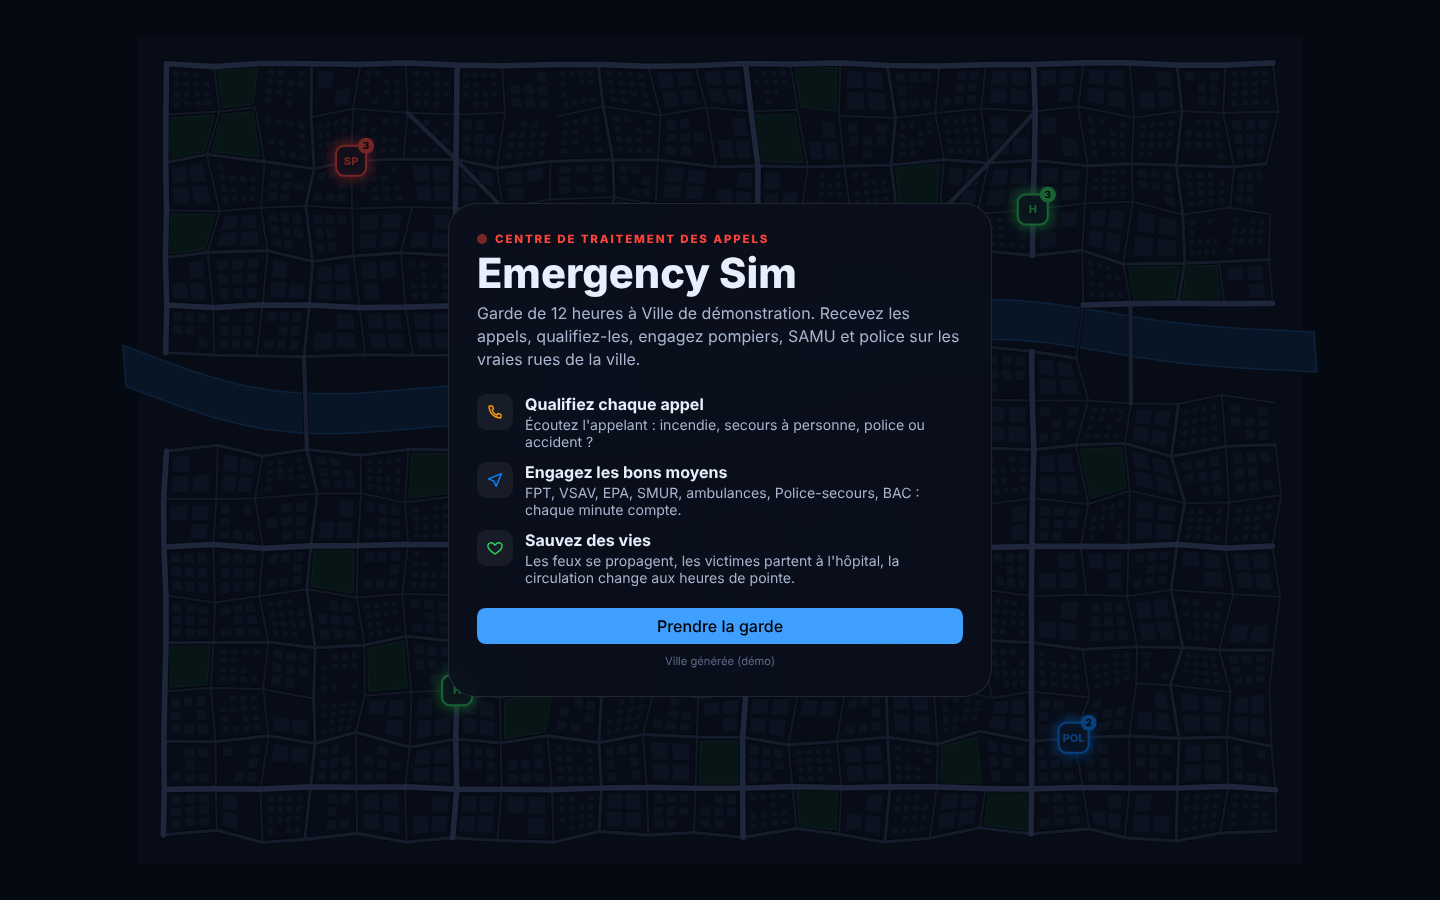 SP
3
H
3
CENTRE DE TRAITEMENT DES APPELS
Emergency Sim
Garde de 12 heures à Ville de démonstration. Recevez les
appels, qualifiez-les, engagez pompiers, SAMU et police sur les
vraies rues de la ville.
Qualifiez chaque appel
Écoutez l'appelant : incendie, secours à personne, police ou
accident ?
Engagez les bons moyens
FPT, VSAV, EPA, SMUR, ambulances, Police-secours, BAC :
chaque minute compte.
Sauvez des vies
Les feux se propagent, les victimes partent à l'hôpital, la
circulation change aux heures de pointe.
Prendre la garde
Ville générée (démo)
H
POL
2